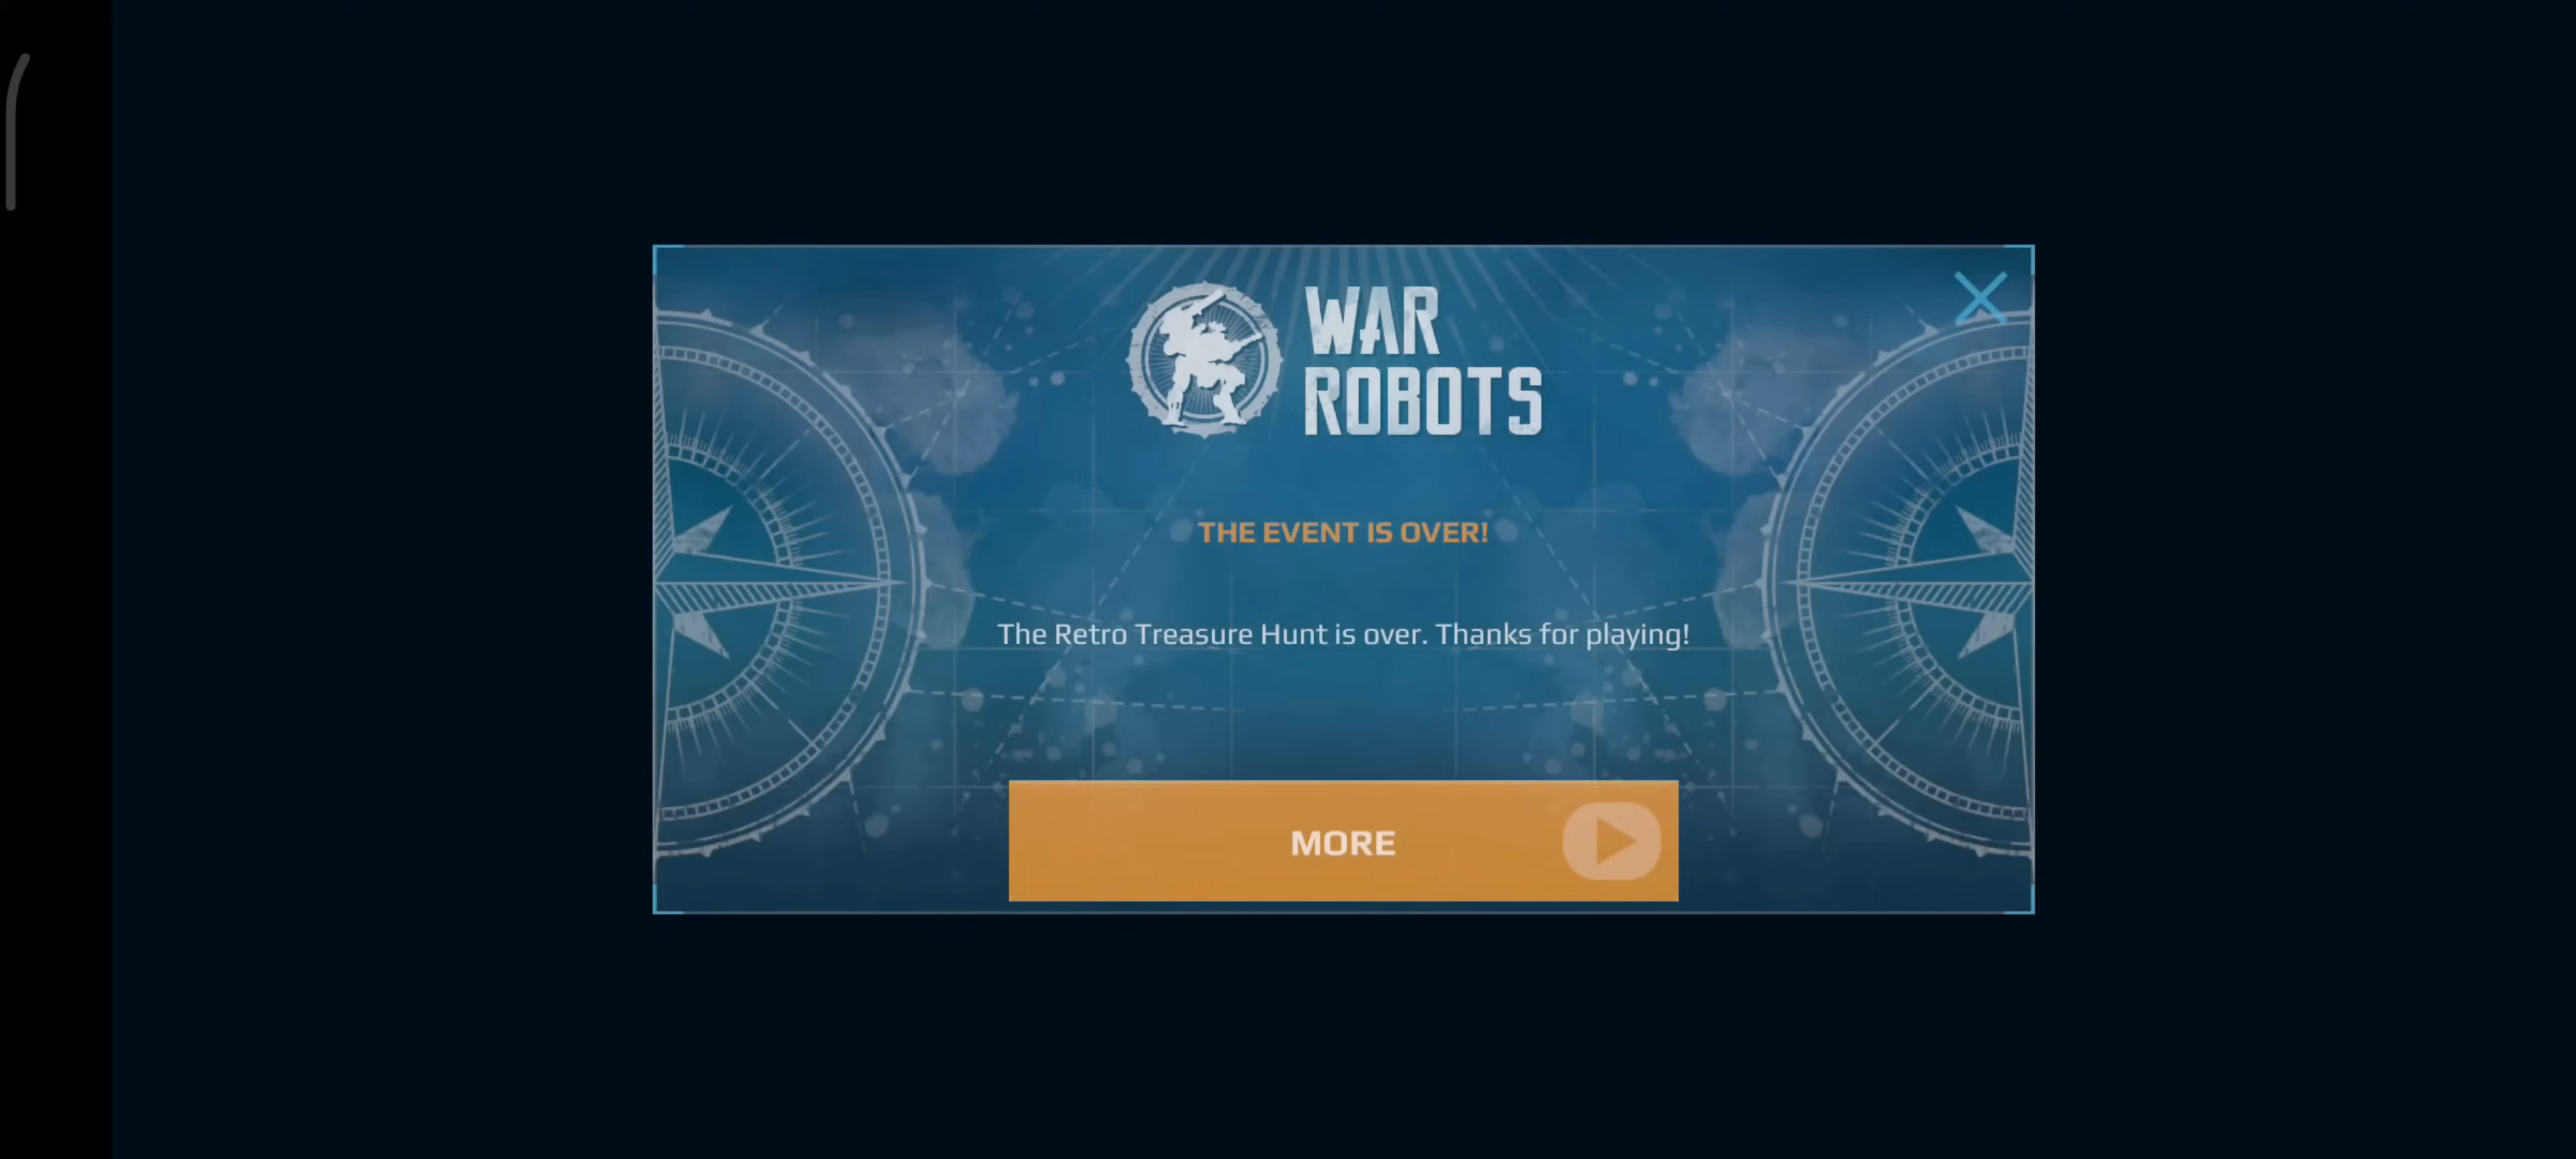 WAR
ROBOTS
THE EVENT IS OVER!
The Retro Treasure Hunt is over. Thanks for playing!
MORE